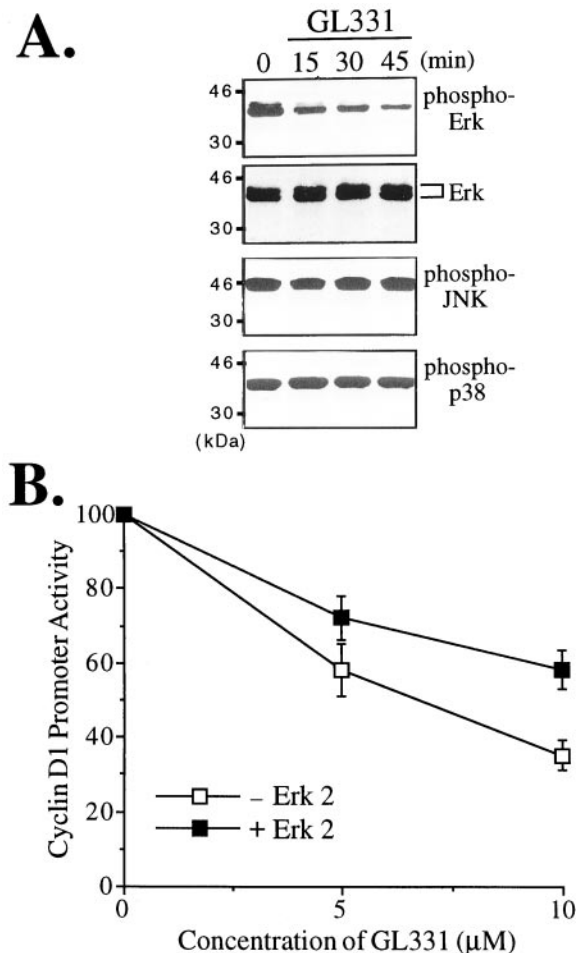 A.
GL331
0 15 30 45 (min)
46
30
phospho-
Erk
46
30
Erk
46
30
phospho-
JNK
46
30
phospho-
p38
(kDa)
B.
Cyclin D1 Promoter Activity
100
80
60
40
20
0
– Erk 2
+ Erk 2
0 5 10
Concentration of GL331 (μM)